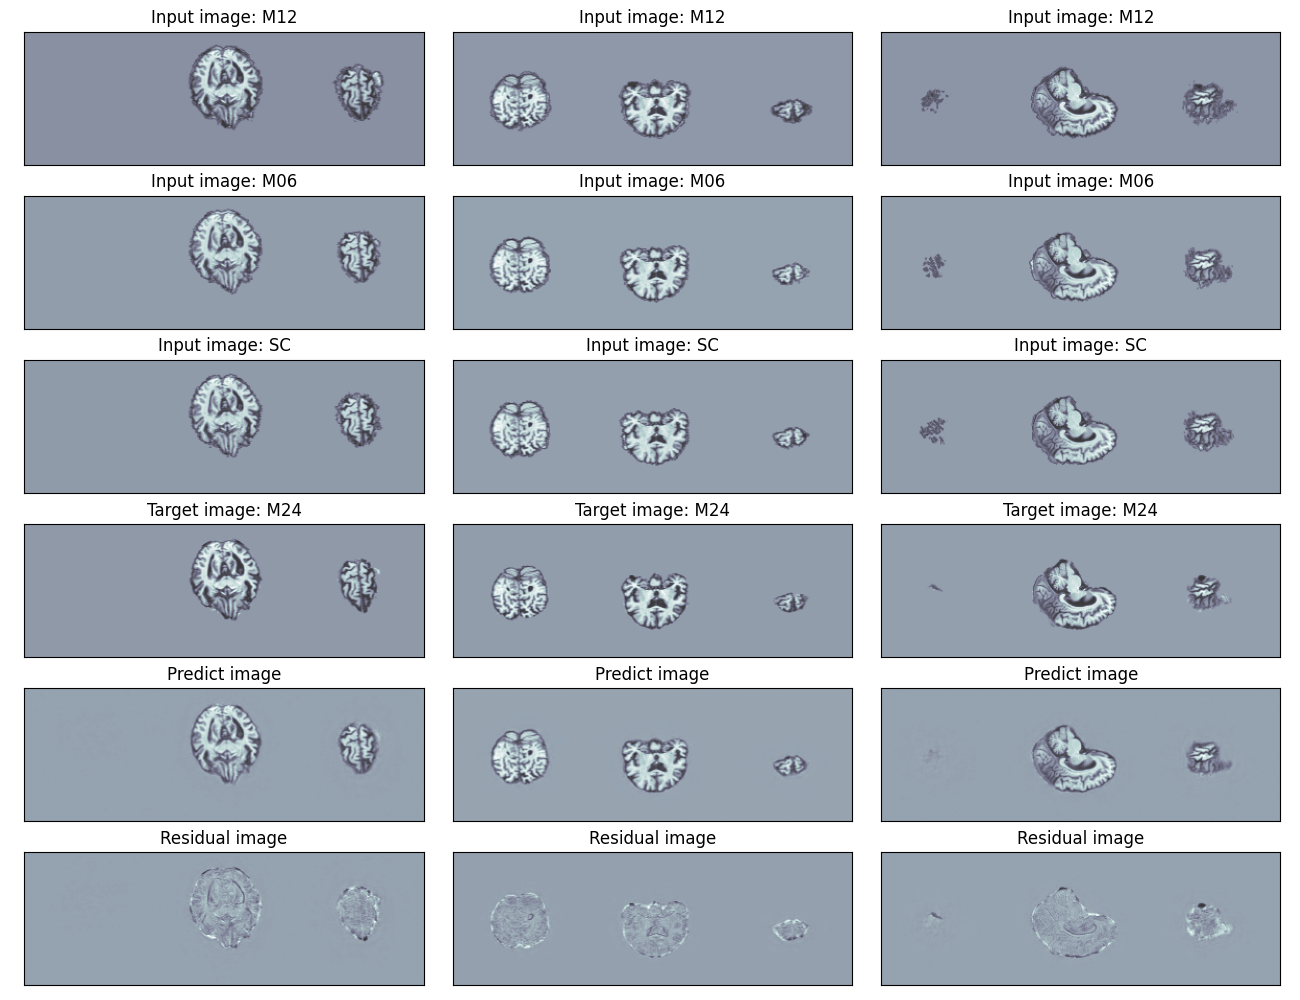 Input image: M12 Input image: M12 Input image: M12
Input image: M06 Input image: M06 Input image: M06
Input image: SC Input image: SC Input image: SC
Target image: M24 Target image: M24 Target image: M24
Predict image Predict image Predict image
Residual image Residual image Residual image